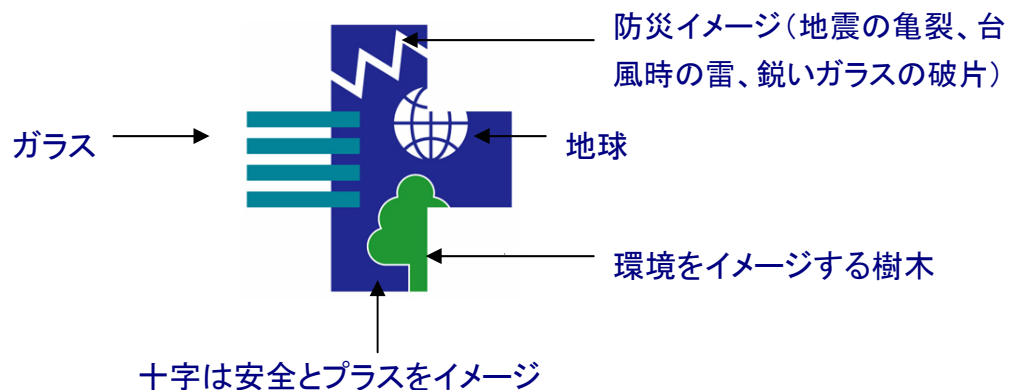 防災イメージ（地震の亀裂、台
風時の雷、鋭いガラスの破片）
ガラス
地球
環境をイメージする樹木
十字は安全とプラスをイメージ